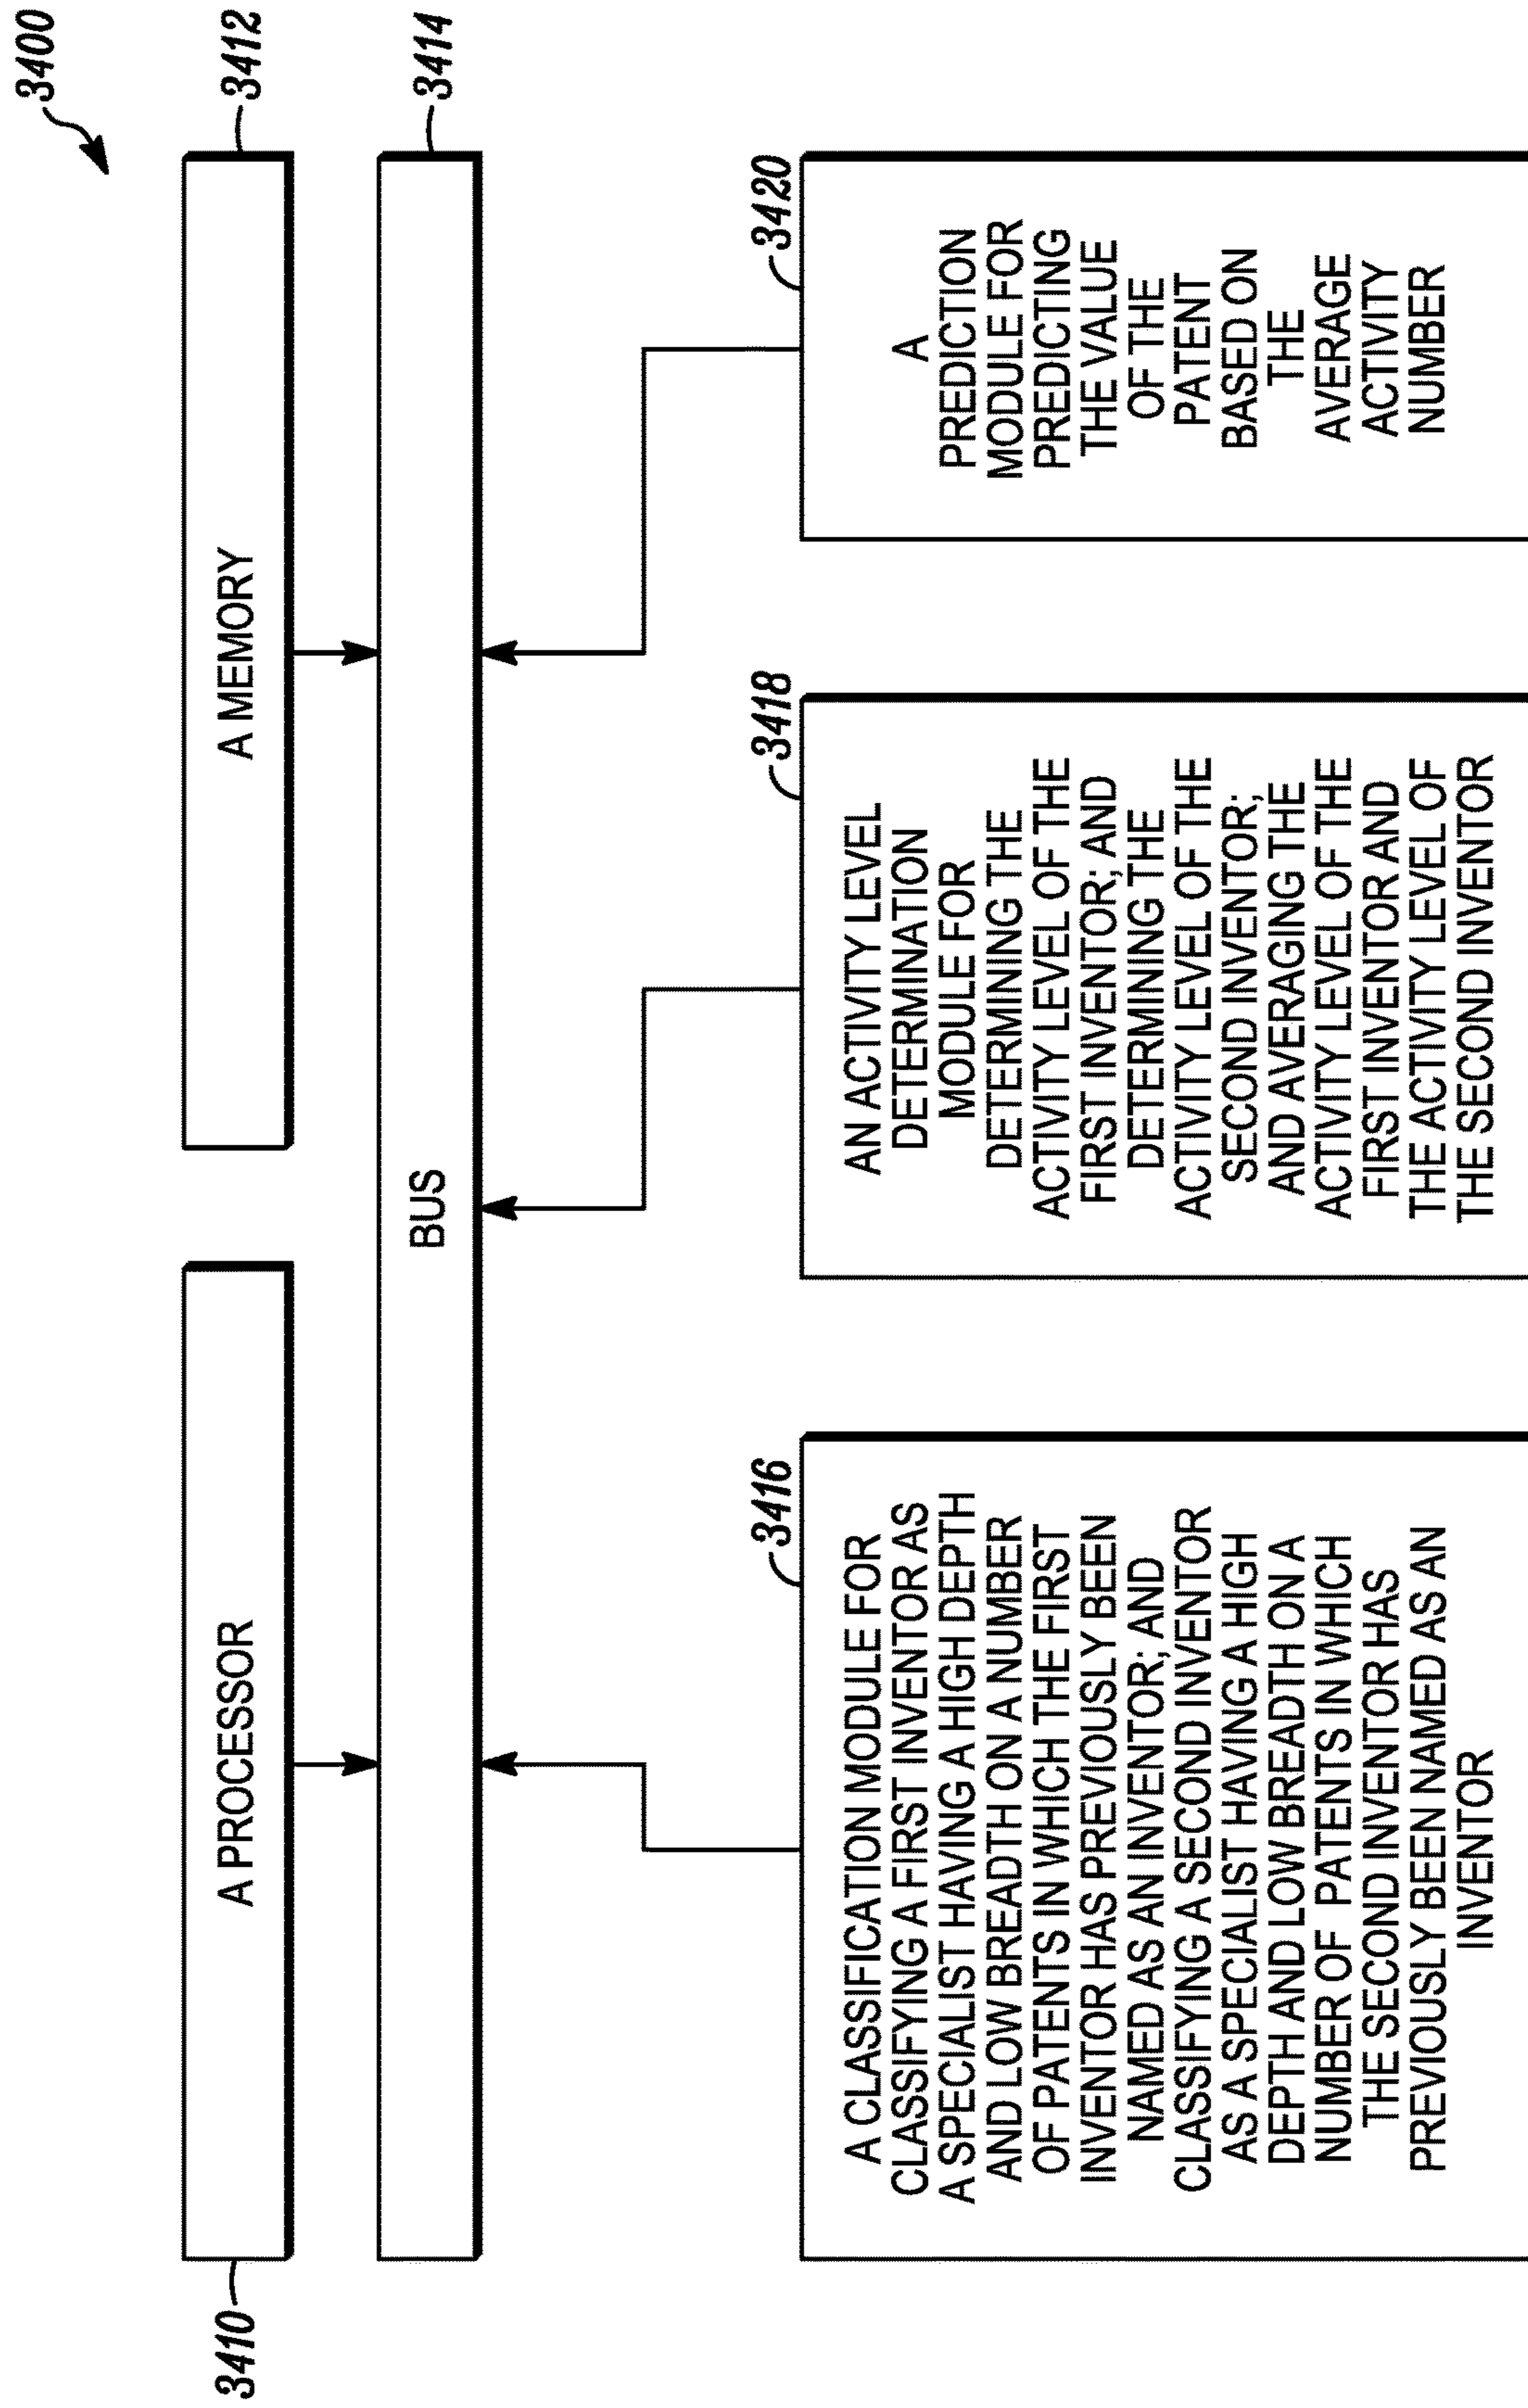 3400
3410
A PROCESSOR
A MEMORY
3412
BUS
3414
3416
A CLASSIFICATION MODULE FOR
CLASSIFYING A FIRST INVENTOR AS
A SPECIALIST HAVING A HIGH DEPTH
AND LOW BREADTH ON A NUMBER
OF PATENTS IN WHICH THE FIRST
INVENTOR HAS PREVIOUSLY BEEN
NAMED AS AN INVENTOR; AND
CLASSIFYING A SECOND INVENTOR
AS A SPECIALIST HAVING A HIGH
DEPTH AND LOW BREADTH ON A
NUMBER OF PATENTS IN WHICH
THE SECOND INVENTOR HAS
PREVIOUSLY BEEN NAMED AS AN
INVENTOR
3418
AN ACTIVITY LEVEL
DETERMINATION
MODULE FOR
DETERMINING THE
ACTIVITY LEVEL OF THE
FIRST INVENTOR; AND
DETERMINING THE
ACTIVITY LEVEL OF THE
SECOND INVENTOR;
AND AVERAGING THE
ACTIVITY LEVEL OF THE
FIRST INVENTOR AND
THE ACTIVITY LEVEL OF
THE SECOND INVENTOR
3420
A
PREDICTION
MODULE FOR
PREDICTING
THE VALUE
OF THE
PATENT
BASED ON
THE
AVERAGE
ACTIVITY
NUMBER